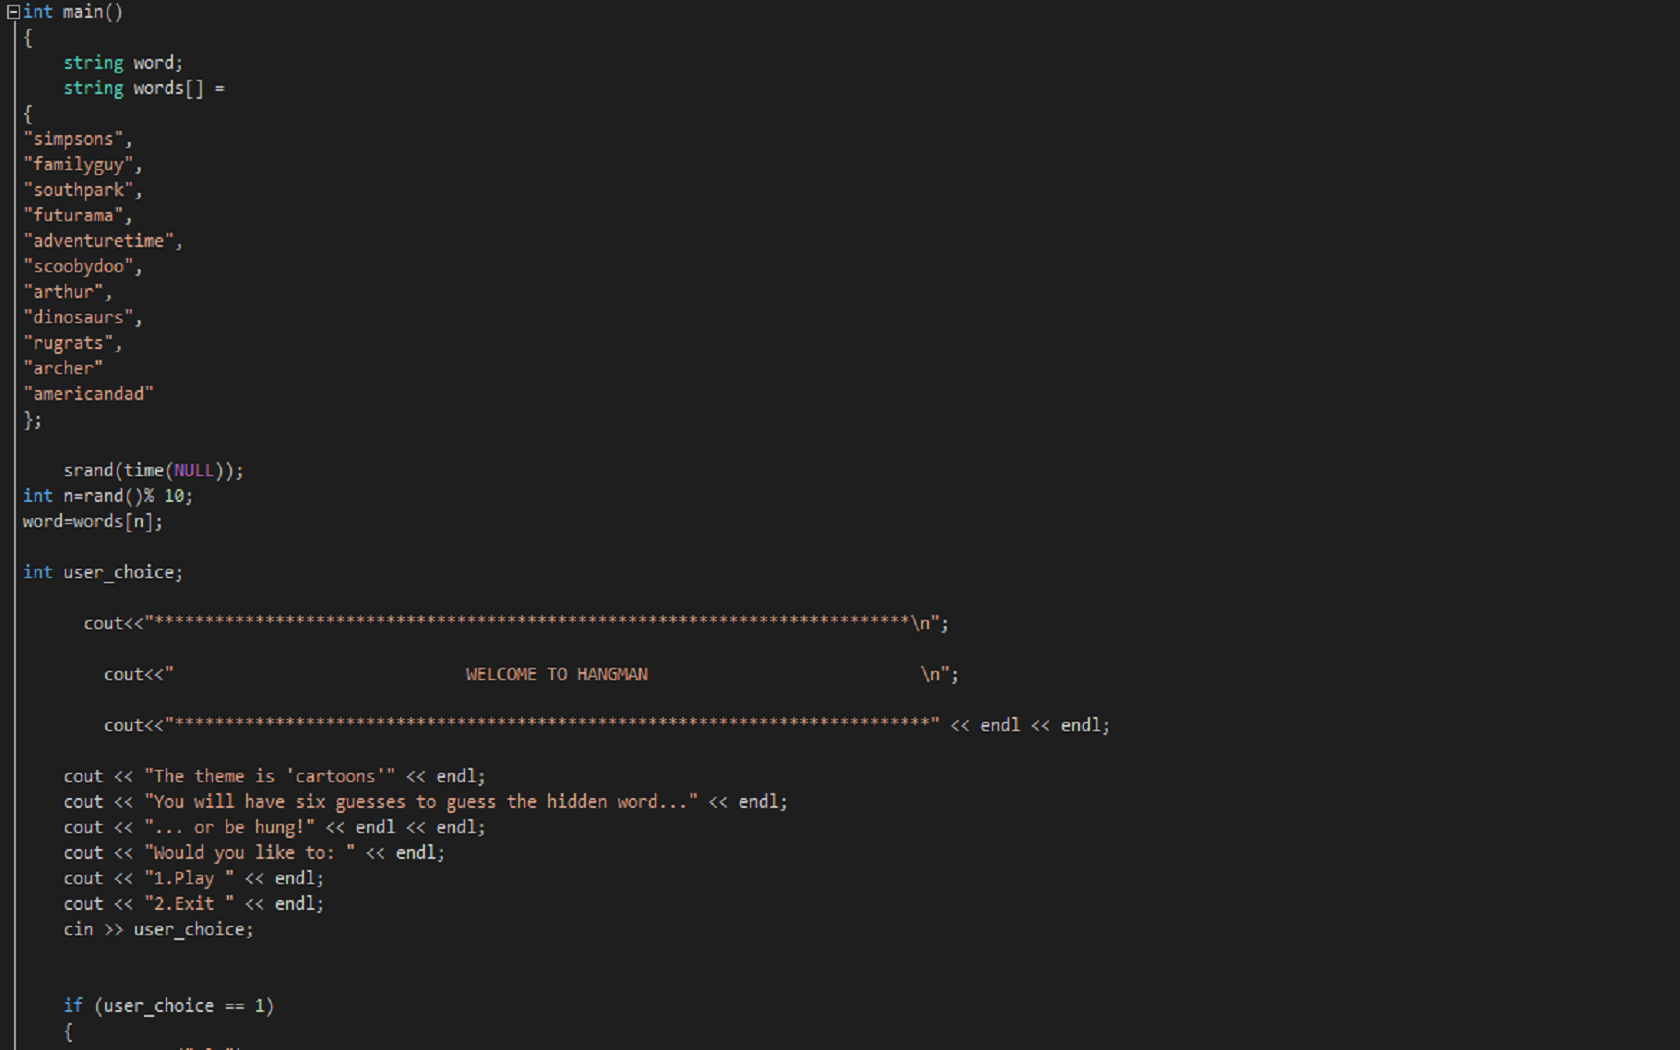 int main()
{
    string word;
    string words[] =
{
"simpsons",
"familyguy",
"southpark",
"futurama",
"adventuretime",
"scoobydoo",
"arthur",
"dinosaurs",
"rugrats",
"archer"
"americandad"
};
    srand(time(NULL));
int n=rand()% 10;
word=words[n];
int user_choice;
      cout<<"***************************************************************************\n";
        cout<<"                             WELCOME TO HANGMAN                           \n";
        cout<<"***************************************************************************" << endl << endl;
    cout << "The theme is 'cartoons'" << endl;
    cout << "You will have six guesses to guess the hidden word..." << endl;
    cout << "... or be hung!" << endl << endl;
    cout << "Would you like to: " << endl;
    cout << "1.Play " << endl;
    cout << "2.Exit " << endl;
    cin >> user_choice;
    if (user_choice == 1)
    {